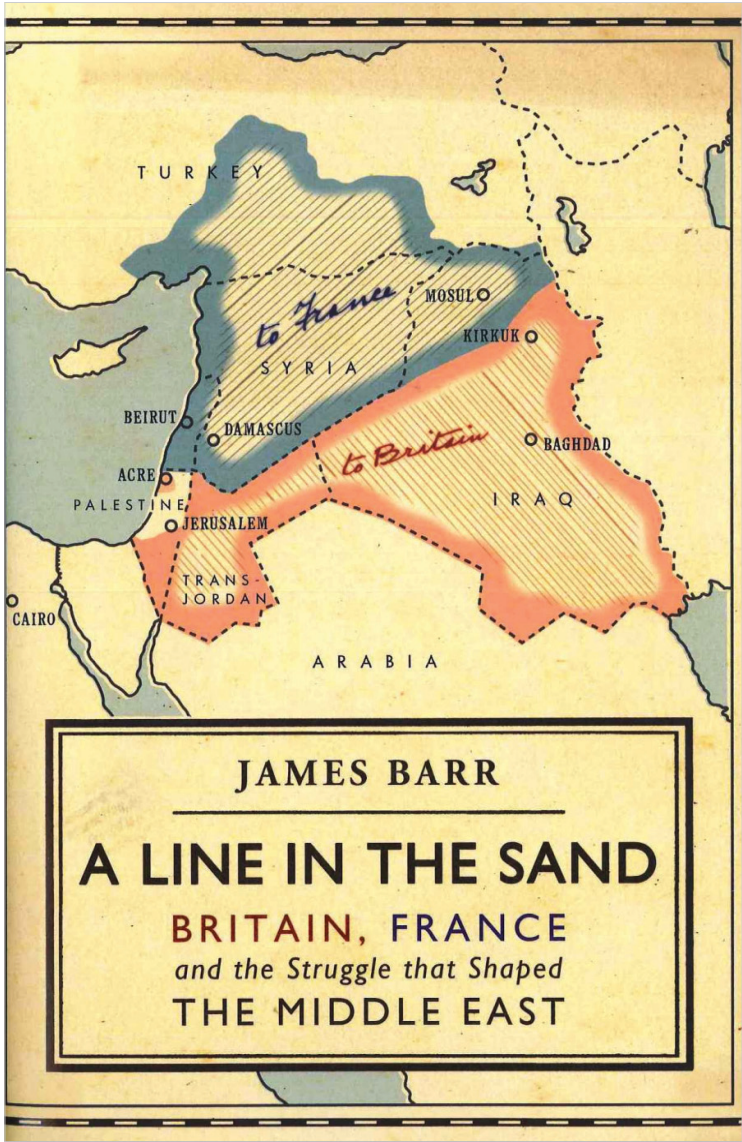 TURKEY
to France
MOSUL
KIRKUK
SYRIA
BEIRUT
DAMASCUS
to Britain
BAGHDAD
ACRE
PALESTINE
IRAQ
JERUSALEM
TRANS-
JORDAN
CAIRO
ARABIA
JAMES BARR
A LINE IN THE SAND
BRITAIN, FRANCE
and the Struggle that Shaped
THE MIDDLE EAST